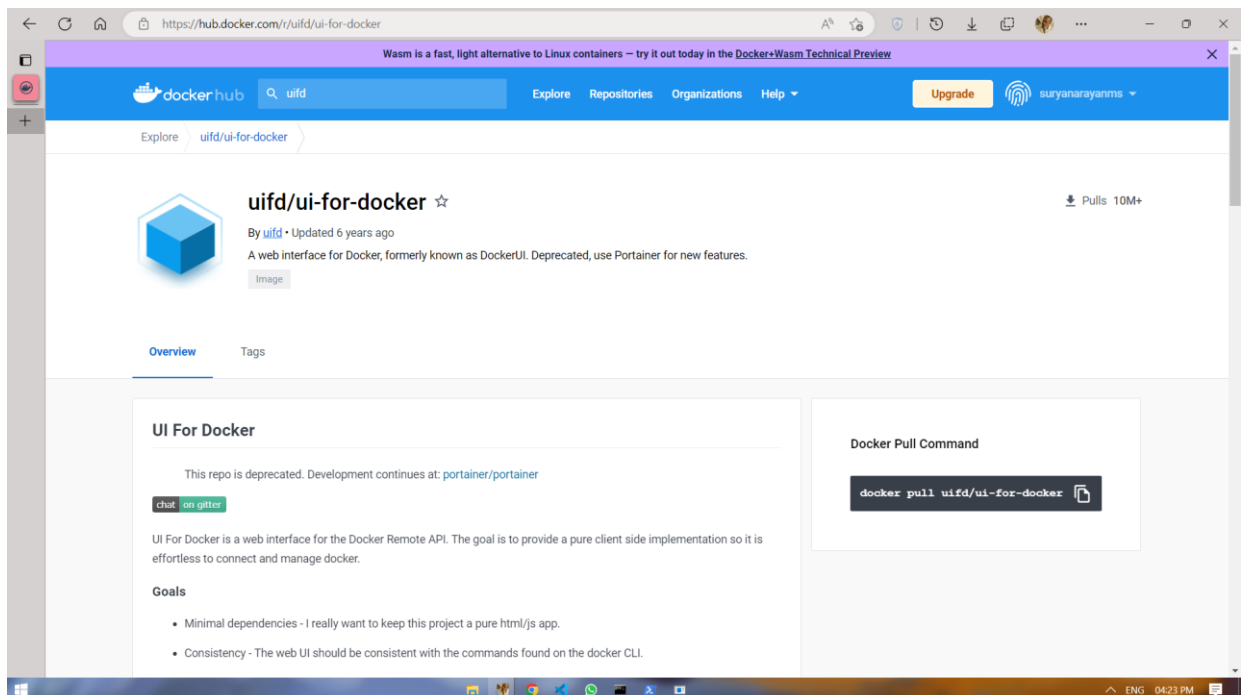 https://hub.docker.com/r/uifd/ui-for-docker
Wasm is a fast, light alternative to Linux containers — try it out today in the Docker+Wasm Technical Preview
dockerhub
uifd
Explore
Repositories
Organizations
Help
Upgrade
suryanarayanms
Explore
uifd/ui-for-docker
uifd/ui-for-docker
Pulls 10M+
By uifd • Updated 6 years ago
A web interface for Docker, formerly known as DockerUI. Deprecated, use Portainer for new features.
Image
Overview
Tags
UI For Docker
This repo is deprecated. Development continues at: portainer/portainer
chat on gitter
UI For Docker is a web interface for the Docker Remote API. The goal is to provide a pure client side implementation so it is
effortless to connect and manage docker.
Goals
• Minimal dependencies - I really want to keep this project a pure html/js app.
• Consistency - The web UI should be consistent with the commands found on the docker CLI.
Docker Pull Command
docker pull uifd/ui-for-docker
ENG 04:23 PM